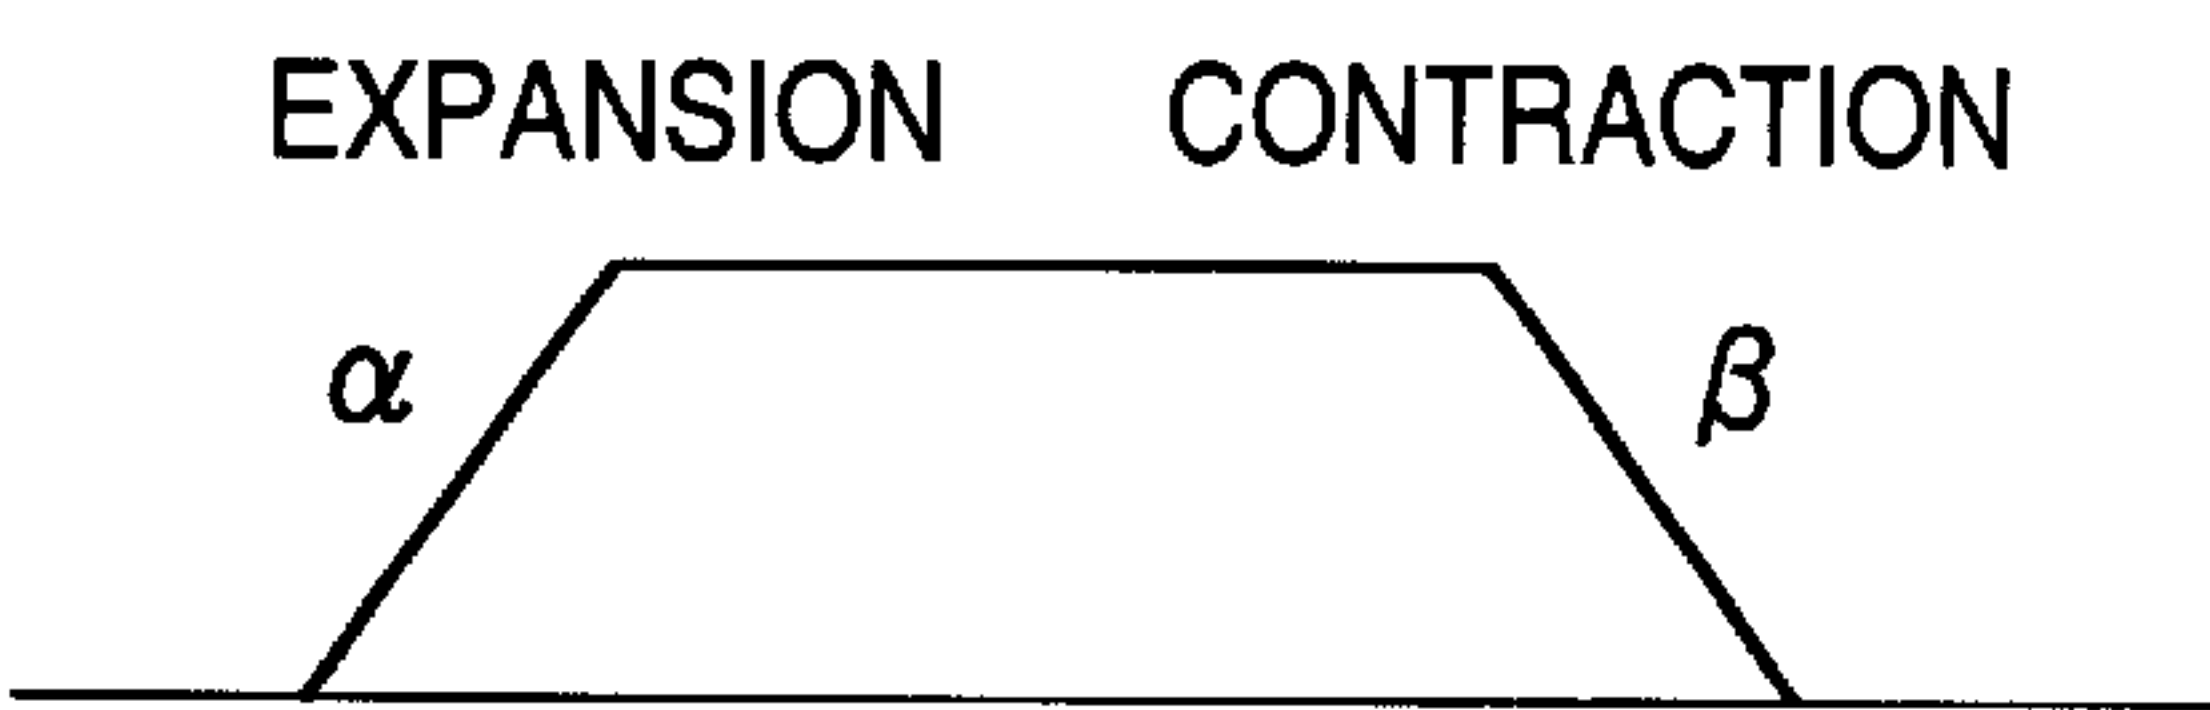 EXPANSION CONTRACTION
α β